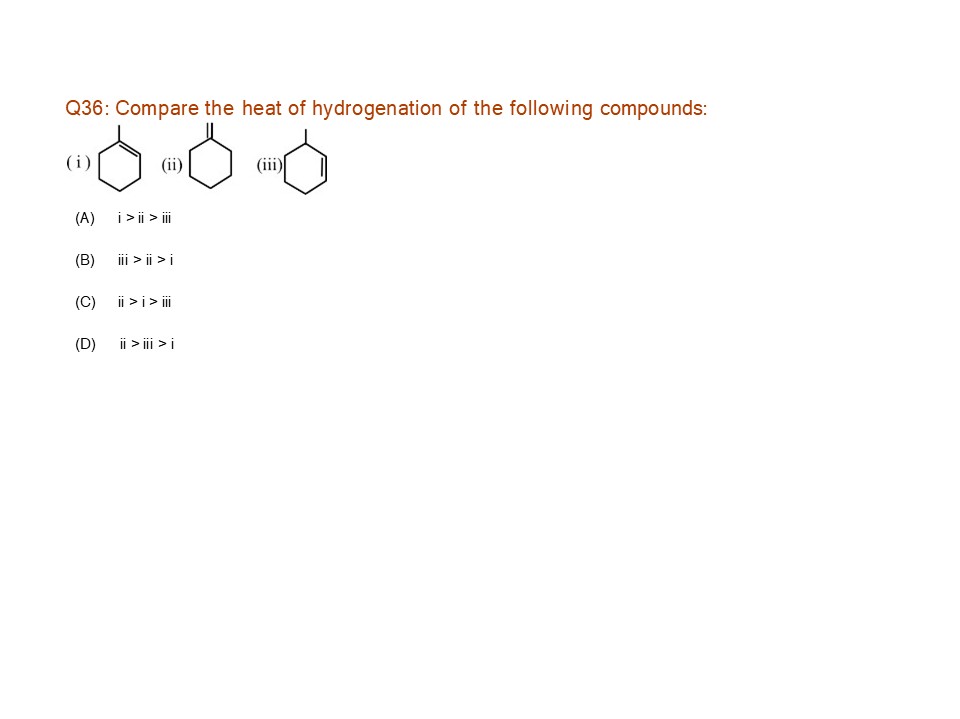 Q36: Compare the heat of hydrogenation of the following compounds:
(i) (ii) (iii)
(A) i > ii > iii
(B) iii > ii > i
(C) ii > i > iii
(D) ii > iii > i